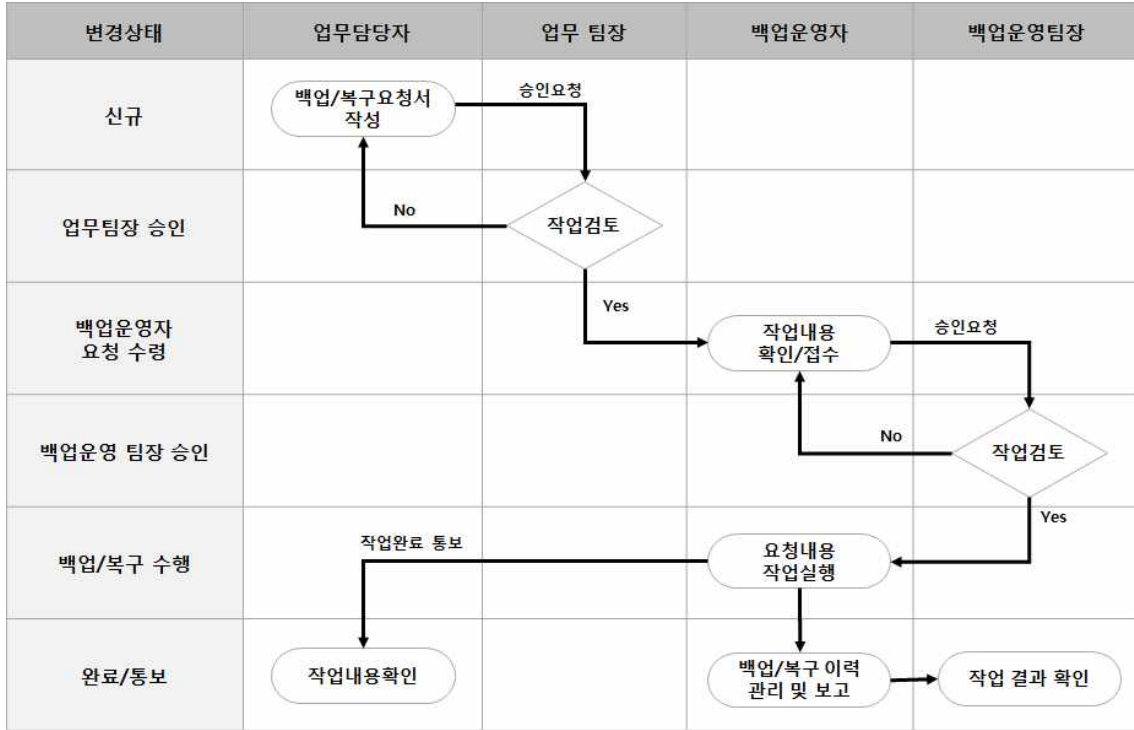 변경상태 업무담당자 업무 팀장 백업운영자 백업운영팀장
신규
백업/복구요청서
작성
승인요청
업무팀장 승인
No
작업검토
Yes
백업운영자
요청 수령
작업내용
확인/접수
승인요청
백업운영 팀장 승인
No
작업검토
Yes
백업/복구 수행
작업완료 통보
요청내용
작업실행
완료/통보
작업내용확인
백업/복구 이력
관리 및 보고
작업 결과 확인